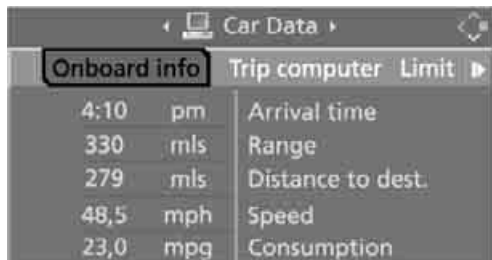 Car Data
Onboard info Trip computer Limit
4:10 pm Arrival time
330 mls Range
279 mls Distance to dest.
48,5 mph Speed
23,0 mpg Consumption